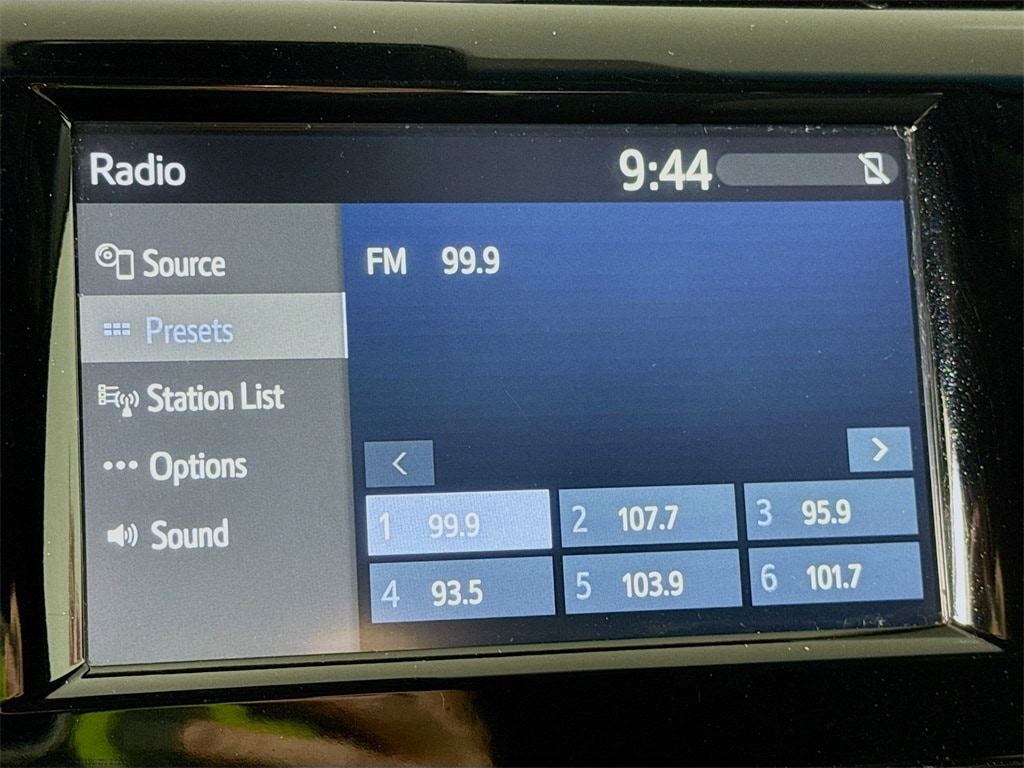 Radio 9:44
Source
FM 99.9
Presets
Station List
Options
< >
Sound
1 99.9 2 107.7 3 95.9
4 93.5 5 103.9 6 101.7